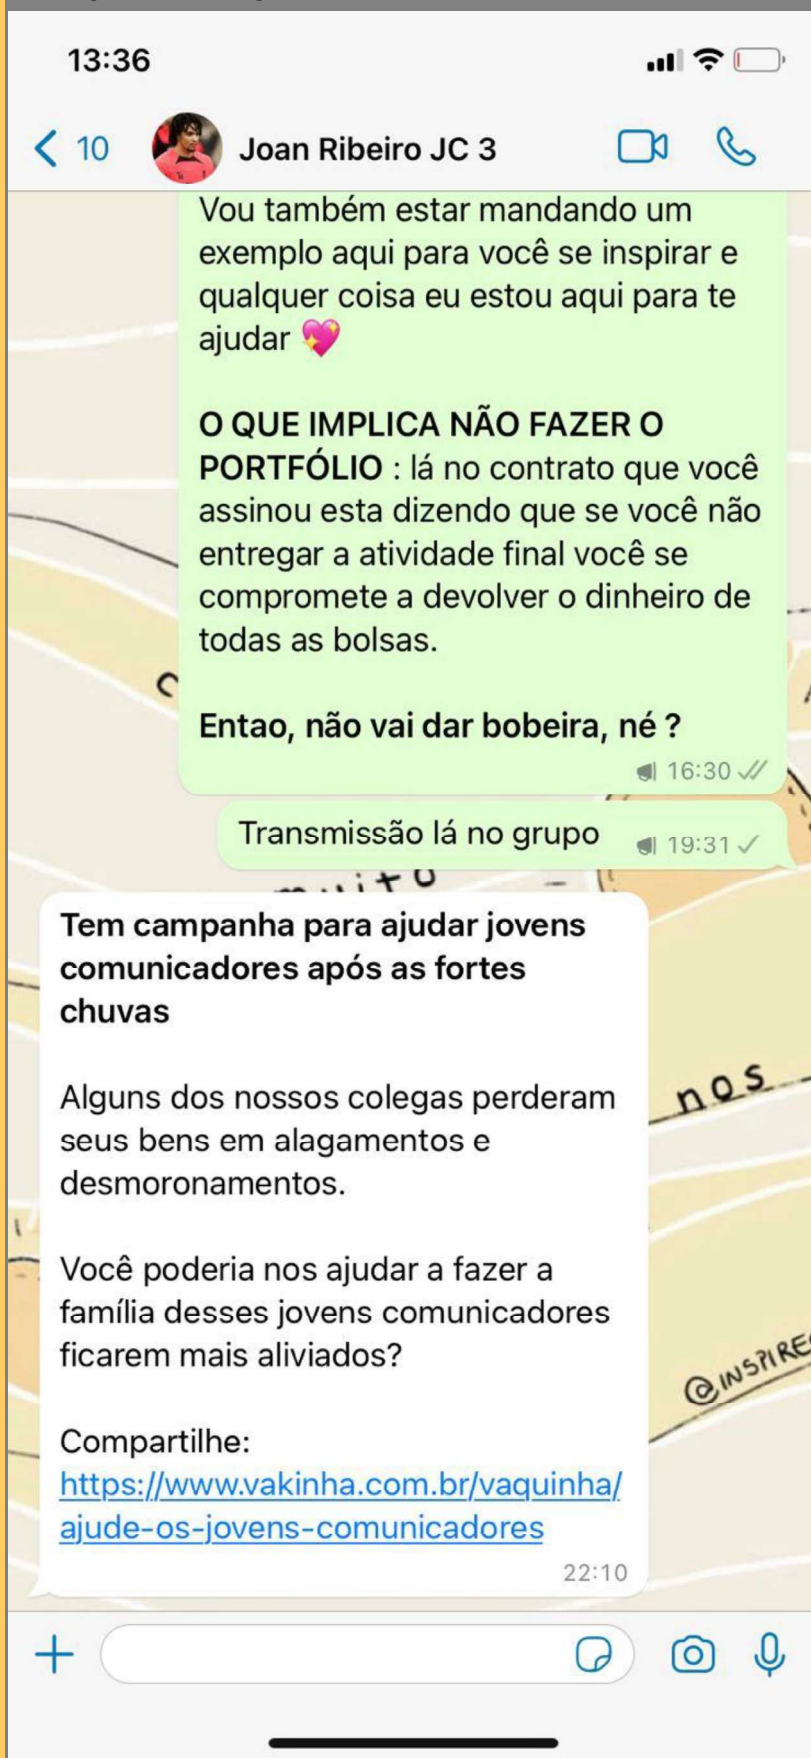 13:36
10
Joan Ribeiro JC 3
Vou também estar mandando um
exemplo aqui para você se inspirar e
qualquer coisa eu estou aqui para te
ajudar 💖
O QUE IMPLICA NÃO FAZER O
PORTFÓLIO : lá no contrato que você
assinou esta dizendo que se você não
entregar a atividade final você se
compromete a devolver o dinheiro de
todas as bolsas.
Entao, não vai dar bobeira, né ?
16:30
Transmissão lá no grupo
19:31
Tem campanha para ajudar jovens
comunicadores após as fortes
chuvas
Alguns dos nossos colegas perderam
seus bens em alagamentos e
desmoronamentos.
nos
Você poderia nos ajudar a fazer a
família desses jovens comunicadores
ficarem mais aliviados?
@INSPIRE
Compartilhe:
https://www.vakinha.com.br/vaquinha/
ajude-os-jovens-comunicadores
22:10